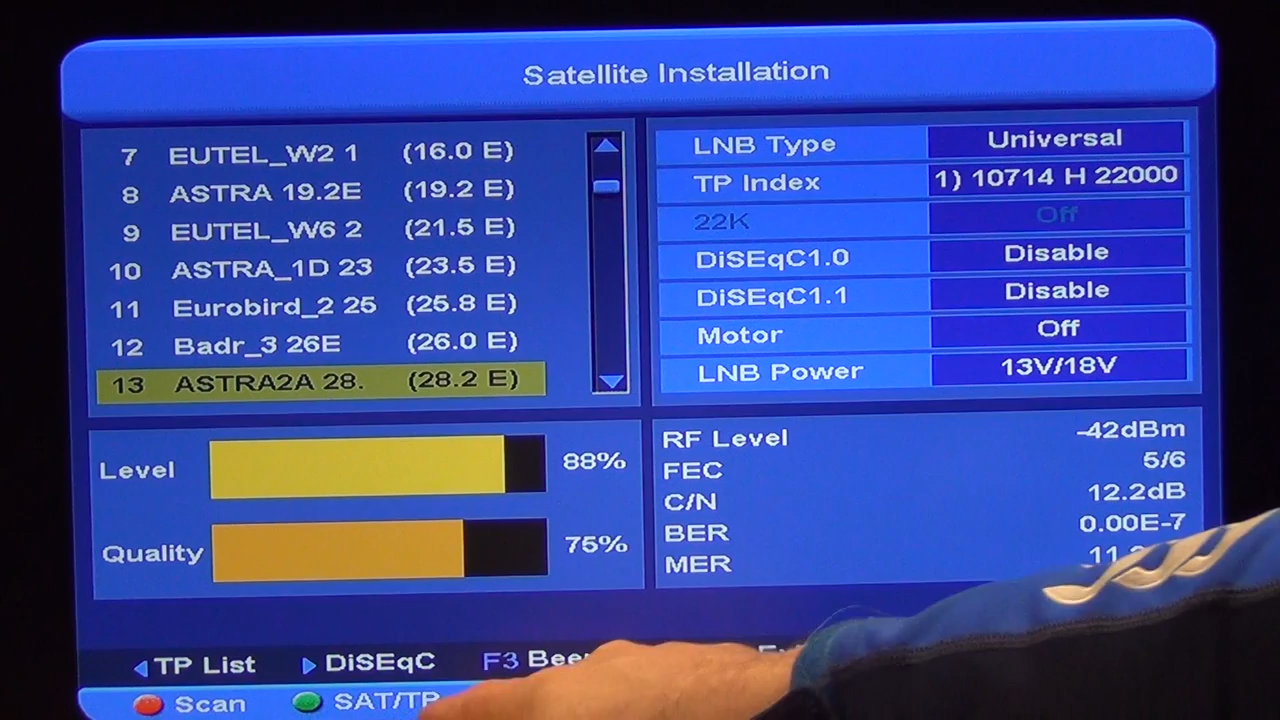 Satellite Installation
7 EUTEL_W2 1 (16.0 E)
8 ASTRA 19.2E (19.2 E)
9 EUTEL_W6 2 (21.5 E)
10 ASTRA_1D 23 (23.5 E)
11 Eurobird_2 25 (25.8 E)
12 Badr_3 26E (26.0 E)
13 ASTRA2A 28. (28.2 E)
LNB Type Universal
TP Index 1) 10714 H 22000
22K Off
DiSEqC1.0 Disable
DiSEqC1.1 Disable
Motor Off
LNB Power 13V/18V
Level 88%
Quality 75%
RF Level -42dBm
FEC 5/6
C/N 12.2dB
BER 0.00E-7
MER
TP List DiSEqC F3
Scan SAT/TP